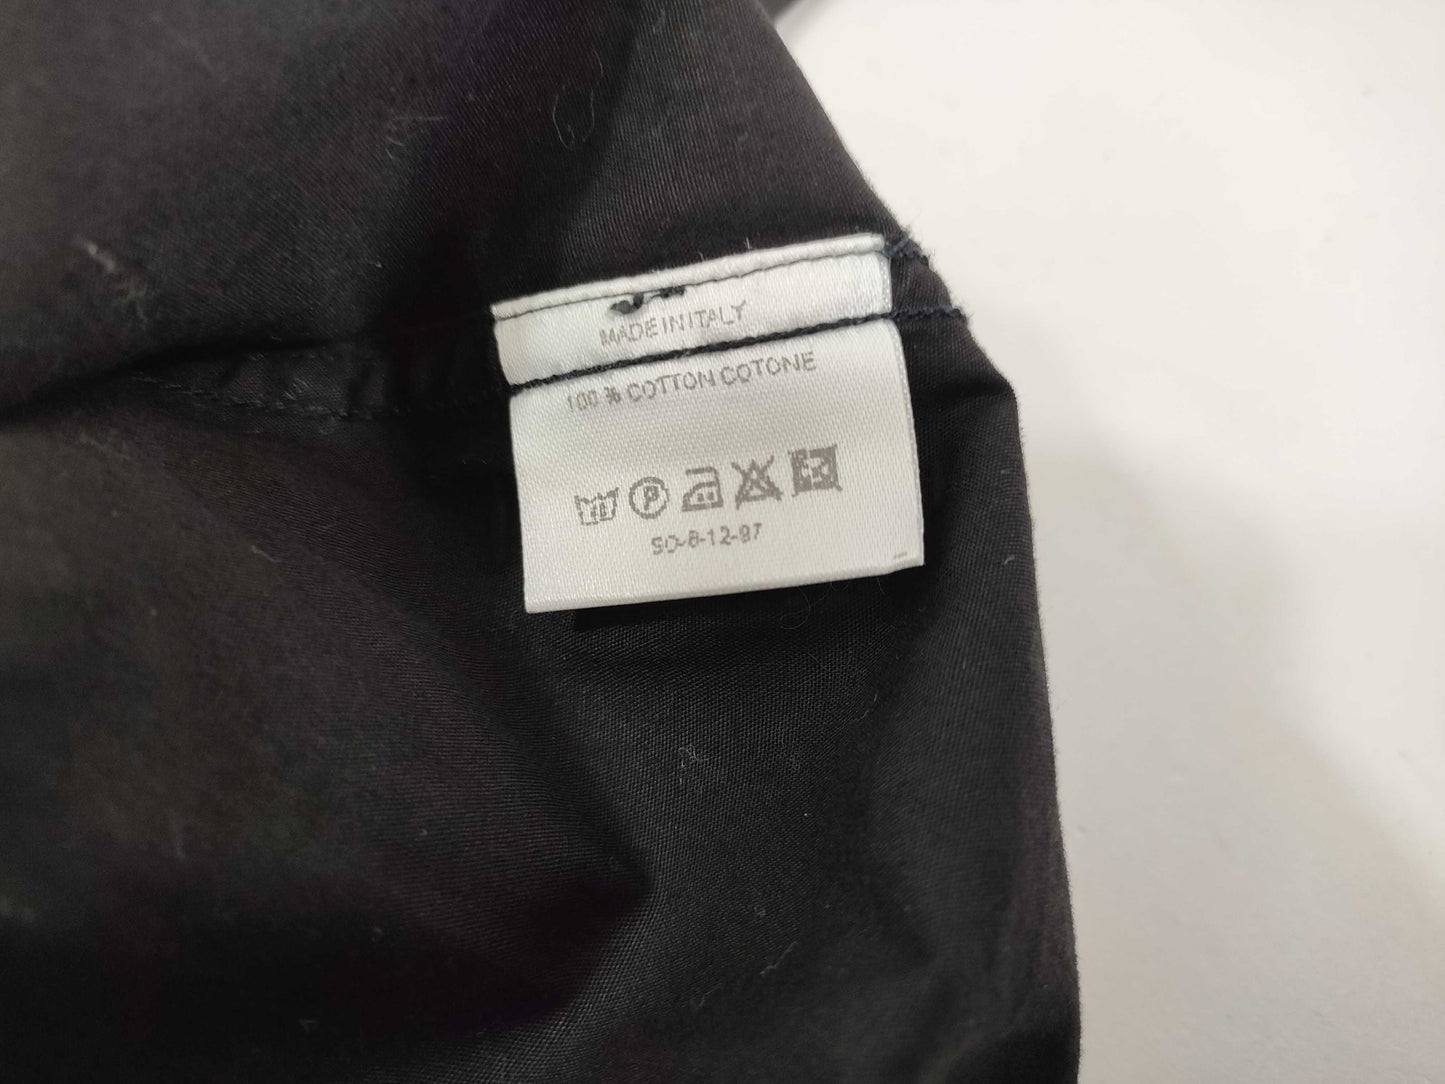 MADE IN ITALY
100 % COTTON COTONE
P
SO-8-12-97